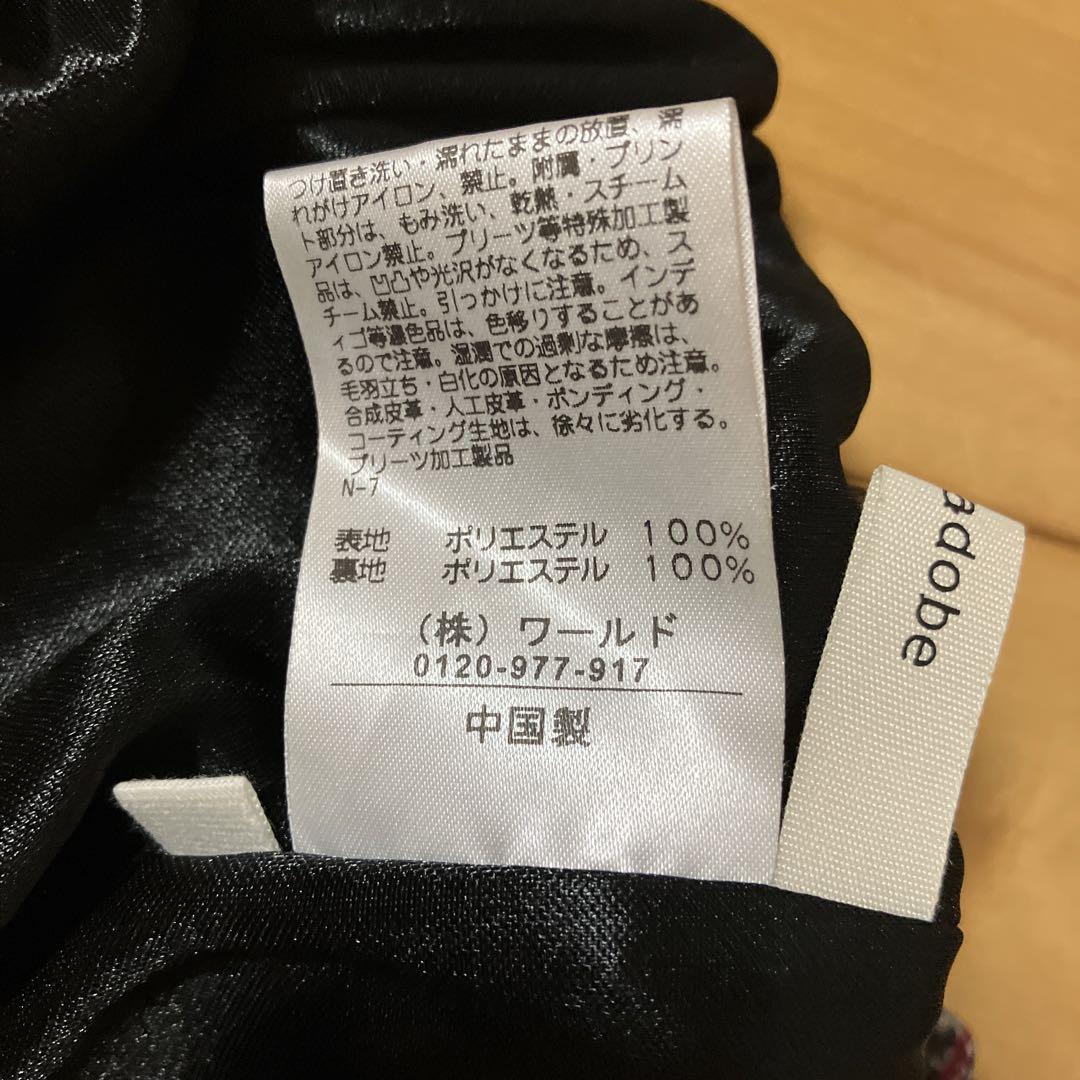 つけ置き洗い・濡れたままの放置、濡
れがけアイロン、禁止。附属・プリン
ト部分は、もみ洗い、乾熱・スチーム
アイロン禁止。プリーツ等特殊加工製
品は、凹凸や光沢がなくなるため、ス
チーム禁止。引っかけに注意。インデ
ィゴ等濃色品は、色移りすることがあ
るので注意。湿潤での過剰な摩擦は、
毛羽立ち・白化の原因となるため注意。
合成皮革・人工皮革・ボンディング・
コーティング生地は、徐々に劣化する。
プリーツ加工製品
N-7
表地 ポリエステル 100%
裏地 ポリエステル 100%
(株)ワールド
0120-977-917
中国製
adobe